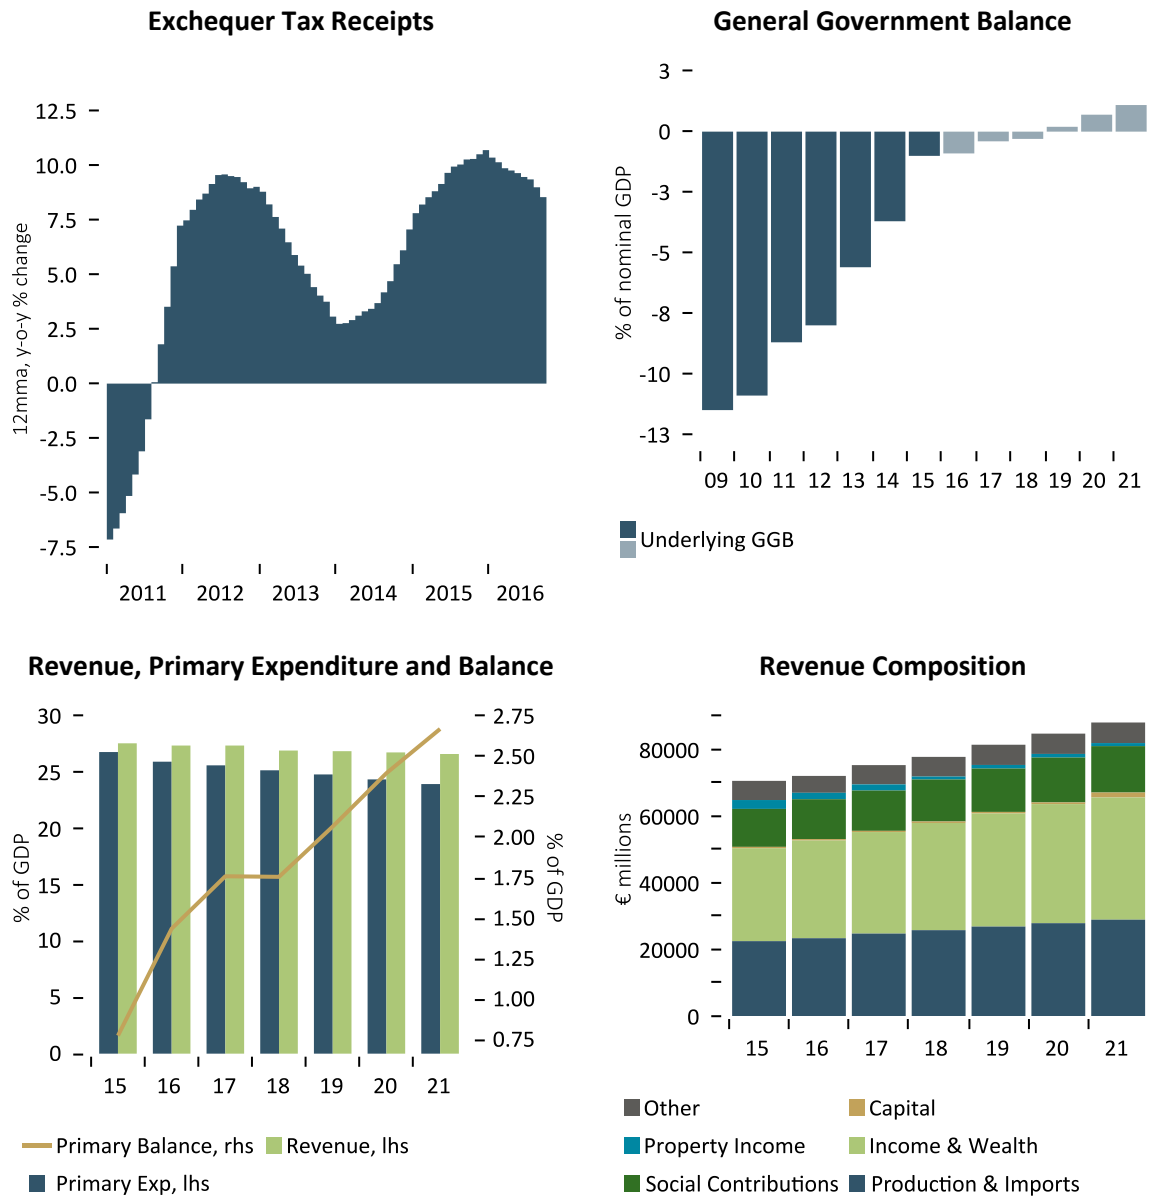 Exchequer Tax Receipts
12mma, y-o-y % change
12.5
10.0
7.5
5.0
2.5
0.0
-2.5
-5.0
-7.5
2011 2012 2013 2014 2015 2016
General Government Balance
% of nominal GDP
3
0
-3
-5
-8
-10
-13
09 10 11 12 13 14 15 16 17 18 19 20 21
Underlying GGB
Revenue, Primary Expenditure and Balance
% of GDP
30
25
20
15
10
5
0
2.75
2.50
2.25
2.00
1.75
1.50
1.25
1.00
0.75
% of GDP
15 16 17 18 19 20 21
Primary Balance, rhs Revenue, lhs
Primary Exp, lhs
Revenue Composition
€ millions
80000
60000
40000
20000
0
15 16 17 18 19 20 21
Other Capital
Property Income Income & Wealth
Social Contributions Production & Imports